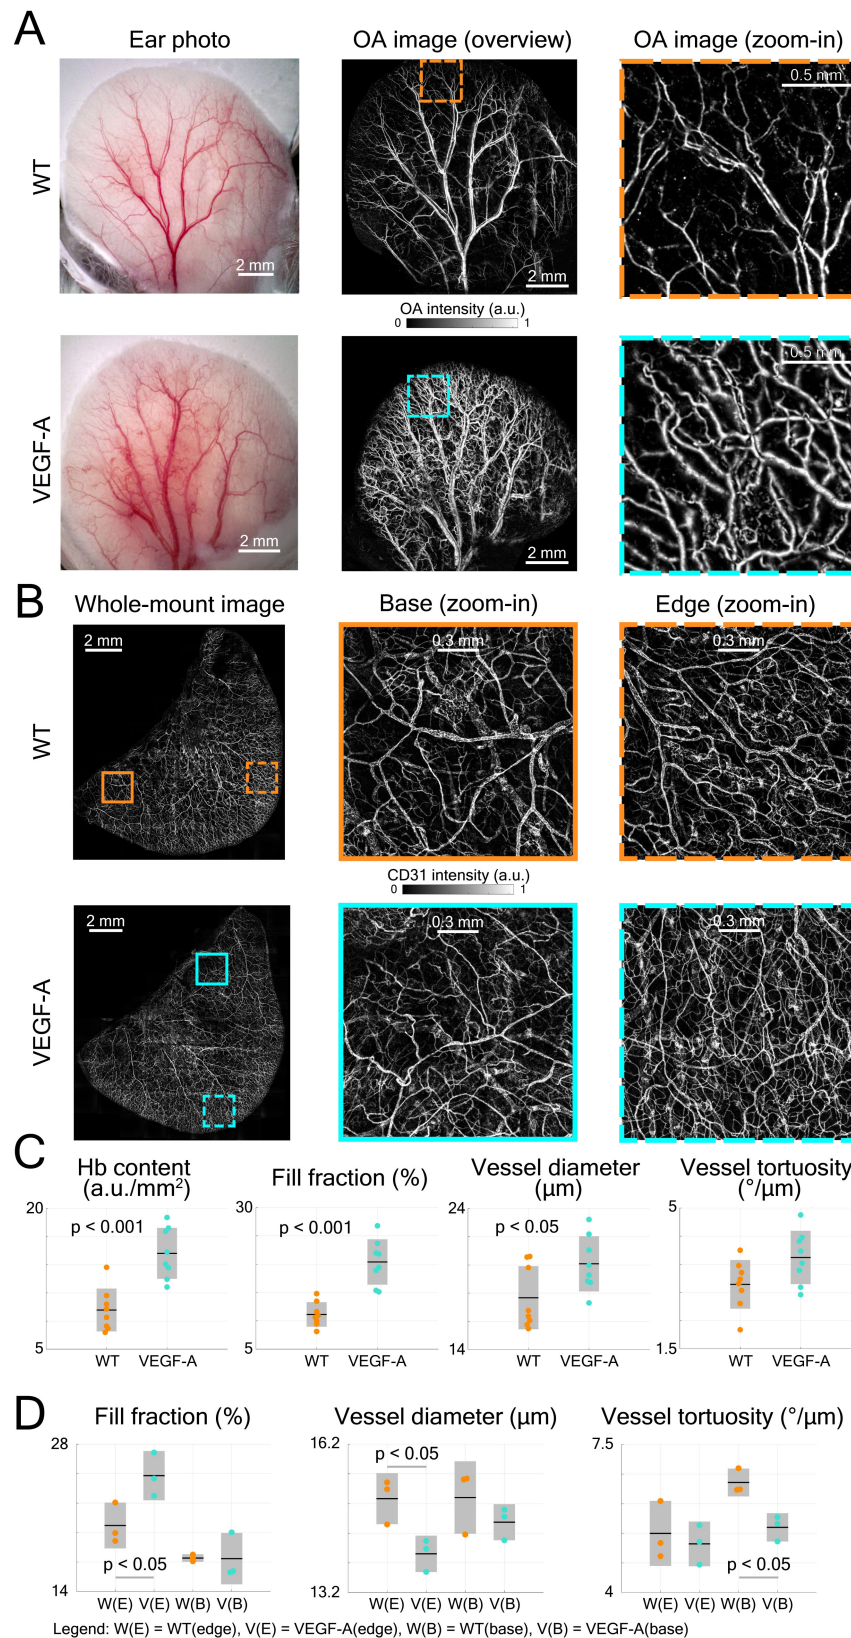 A
Ear photo
OA image (overview)
OA image (zoom-in)
WT
2 mm
2 mm
0.5 mm
OA intensity (a.u.)
0 1
VEGF-A
2 mm
2 mm
0.5 mm
B
Whole-mount image
Base (zoom-in)
Edge (zoom-in)
WT
2 mm
0.3 mm
0.3 mm
CD31 intensity (a.u.)
0 1
VEGF-A
2 mm
0.3 mm
0.3 mm
C
Hb content
(a.u./mm²)
20
p < 0.001
5
WT VEGF-A
Fill fraction (%)
30
p < 0.001
5
WT VEGF-A
Vessel diameter
(µm)
24
p < 0.05
14
WT VEGF-A
Vessel tortuosity
(°/µm)
5
1.5
WT VEGF-A
D
Fill fraction (%)
28
p < 0.05
14
W(E) V(E) W(B) V(B)
Vessel diameter (µm)
16.2
p < 0.05
13.2
W(E) V(E) W(B) V(B)
Vessel tortuosity (°/µm)
7.5
p < 0.05
4
W(E) V(E) W(B) V(B)
Legend: W(E) = WT(edge), V(E) = VEGF-A(edge), W(B) = WT(base), V(B) = VEGF-A(base)